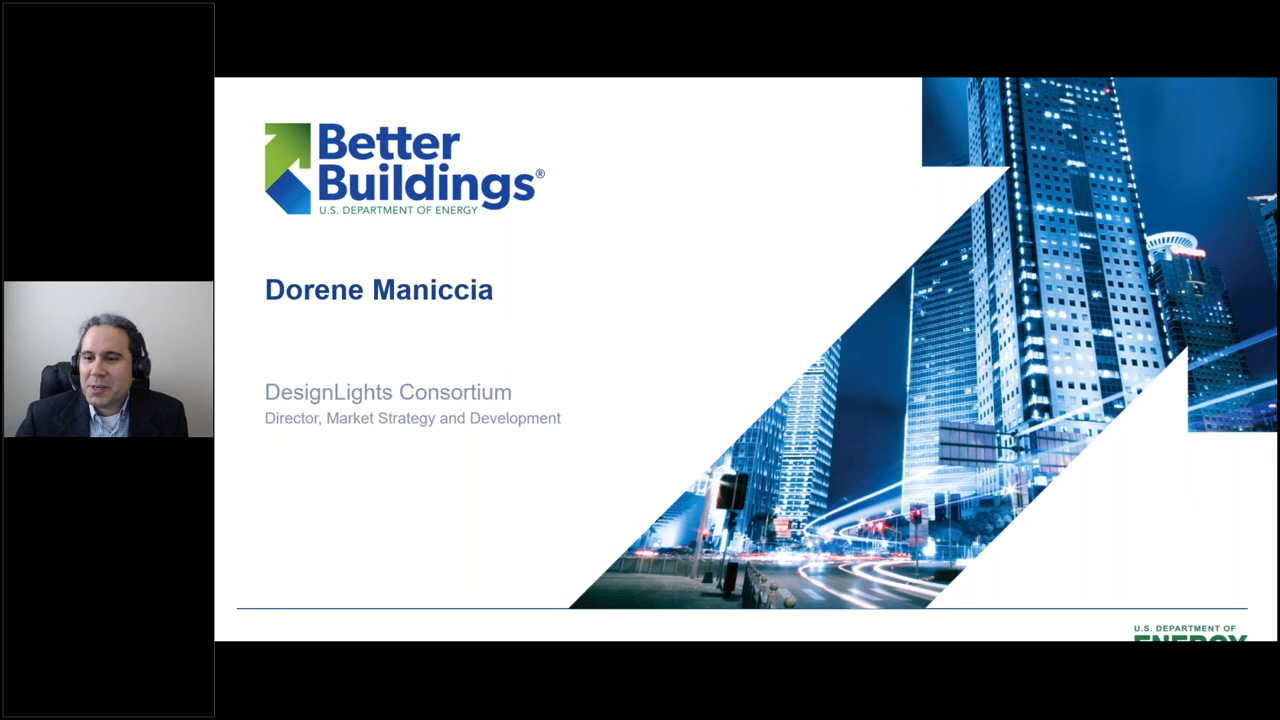 Better
Buildings®
U.S. DEPARTMENT OF ENERGY
Dorene Maniccia
DesignLights Consortium
Director, Market Strategy and Development
U.S. DEPARTMENT OF
ENERGY